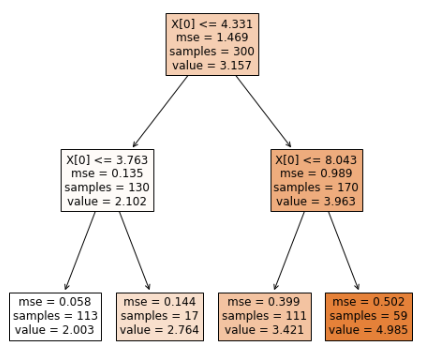 X[0] <= 4.331
mse = 1.469
samples = 300
value = 3.157
X[0] <= 3.763
mse = 0.135
samples = 130
value = 2.102
X[0] <= 8.043
mse = 0.989
samples = 170
value = 3.963
mse = 0.058
samples = 113
value = 2.003
mse = 0.144
samples = 17
value = 2.764
mse = 0.399
samples = 111
value = 3.421
mse = 0.502
samples = 59
value = 4.985